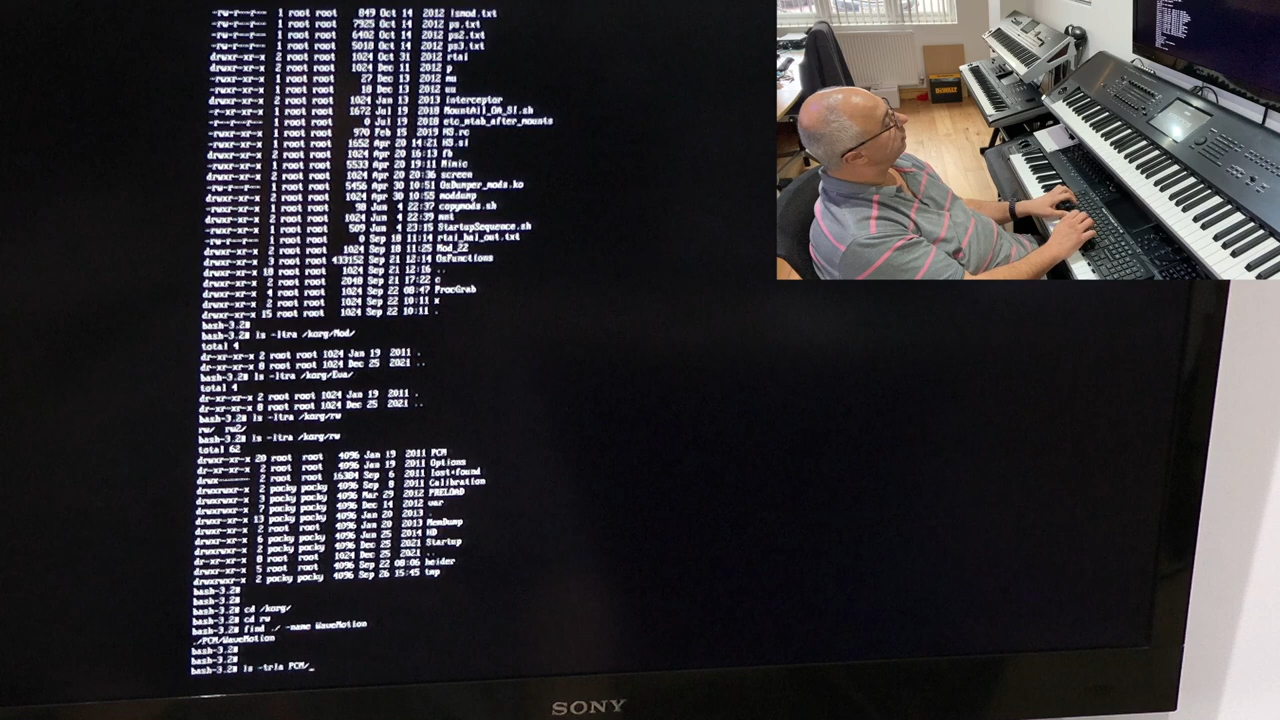 -rw-r--r-- 1 root root 849 Oct 14 2012 lsmod.txt
-rw-r--r-- 1 root root 7925 Oct 14 2012 ps.txt
-rw-r--r-- 1 root root 6402 Oct 14 2012 ps2.txt
-rw-r--r-- 1 root root 5018 Oct 14 2012 ps3.txt
drwxr-xr-x 2 root root 1024 Oct 31 2012 rtai
drwxr-xr-x 2 root root 1024 Dec 11 2012 p
-rwxr-xr-x 1 root root 27 Dec 13 2012
-rwxr-xr-x 1 root root 18 Dec 13 2012
drwxr-xr-x 2 root root 1024 Jan 13 2013 interceptor
-rwxr-xr-x 1 root root 1672 Jul 19 2018 MountAll_OA_SI.sh
-rwxr-xr-x 1 root root 0 Jul 19 2018 etc_mtab_after_mounts
-rwxr-xr-x 1 root root 970 Feb 15 2019 HS.rc
-rwxr-xr-x 1 root root 1652 Apr 20 14:21 HS.si
drwxr-xr-x 2 root root 1024 Apr 20 16:13 fb
-rwxr-xr-x 1 root root 5533 Apr 20 19:11 Mimic
drwxr-xr-x 2 root root 1024 Apr 20 20:36 screen
-rw-r--r-- 1 root root 5456 Apr 30 10:51 OsDumper_mods.ko
drwxr-xr-x 2 root root 1024 Apr 30 10:55 moddump
-rwxr-xr-x 1 root root 98 Jun 4 22:37 copymods.sh
drwxr-xr-x 2 root root 1024 Jun 4 22:39 mnt
-rwxr-xr-x 1 root root 509 Jun 4 23:15 StartupSequence.sh
-rw-r--r-- 1 root root 0 Sep 18 11:14 rtai_hal_out.txt
drwxr-xr-x 2 root root 1024 Sep 18 11:25 Mod_22
drwxr-xr-x 3 root root 433152 Sep 21 12:14 OsFunctions
drwxr-xr-x 18 root root 1024 Sep 21 12:16 ..
drwxr-xr-x 2 root root 2048 Sep 21 17:22 c
drwxr-xr-x 4 root root 1024 Sep 22 08:47 ProcGrab
drwxr-xr-x 2 root root 1024 Sep 22 10:11 x
drwxr-xr-x 15 root root 1024 Sep 22 10:11 .
bash-3.2#
bash-3.2# ls -ltra /korg/Mod/
total 4
dr-xr-xr-x 2 root root 1024 Jan 19 2011 .
dr-xr-xr-x 8 root root 1024 Dec 25 2021 ..
bash-3.2# ls -ltra /korg/Eva/
total 4
dr-xr-xr-x 2 root root 1024 Jan 19 2011 .
dr-xr-xr-x 8 root root 1024 Dec 25 2021 ..
bash-3.2# ls -ltra /korg/rw
rw/ rw2/
bash-3.2# ls -ltra /korg/rw
total 62
drwxr-xr-x 20 root root 4096 Jan 19 2011 PCM
dr-xr-xr-x 2 root root 4096 Jan 19 2011 Options
drwx------ 2 root root 16384 Sep 6 2011 lost+found
drwxrwxr-x 2 pocky pocky 4096 Sep 8 2011 Calibration
drwxrwxr-x 3 pocky pocky 4096 Mar 29 2012 PRELOAD
drwxrwxr-x 7 pocky pocky 4096 Dec 14 2012 var
drwxrwxr-x 13 pocky pocky 4096 Jan 20 2013 .
drwxr-xr-x 2 root root 4096 Jan 20 2013 MemDump
drwxrwxr-x 6 pocky pocky 4096 Jun 25 2014 HD
drwxrwxr-x 2 pocky pocky 4096 Dec 25 2021 Startup
dr-xr-xr-x 8 root root 1024 Dec 25 2021 ..
drwxr-xr-x 5 root root 4096 Sep 22 08:06 heider
drwxrwxr-x 2 pocky pocky 4096 Sep 26 15:45 tmp
bash-3.2#
bash-3.2#
bash-3.2# cd /korg/
bash-3.2# cd rw
bash-3.2# find ./ -name WaveMotion
./PCM/WaveMotion
bash-3.2#
bash-3.2#
bash-3.2# ls -trla PCM/_
SONY
DEWALT